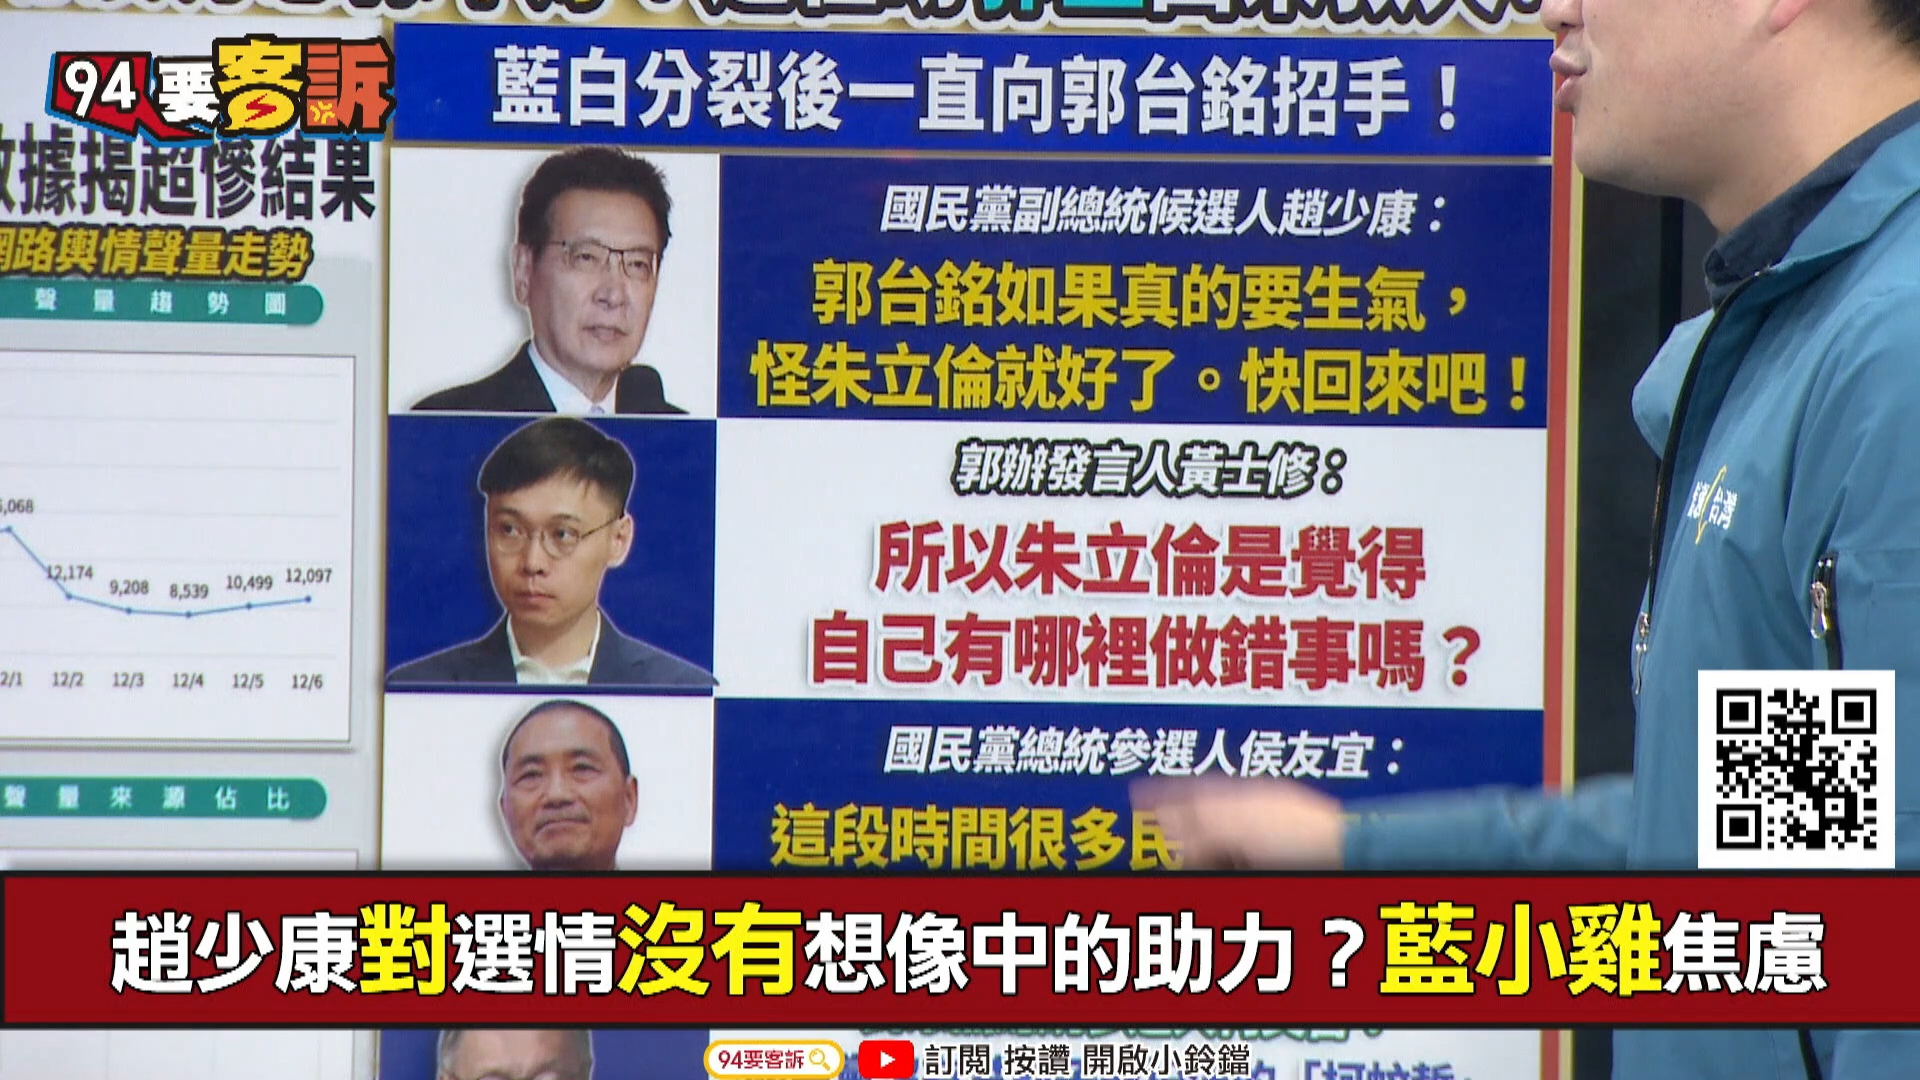 94要客訴
藍白分裂後一直向郭台銘招手！
數據揭超慘結果
網路輿情聲量走勢
聲量趨勢圖
國民黨副總統候選人趙少康：
郭台銘如果真的要生氣，
怪朱立倫就好了。快回來吧！
郭辦發言人黃士修：
所以朱立倫是覺得
自己有哪裡做錯事嗎？
12,174
9,208
8,539
10,499
12,097
12/2
12/3
12/4
12/5
12/6
國民黨總統參選人侯友宜：
這段時間很多民
聲量來源佔比
台灣
趙少康對選情沒有想像中的助力？藍小雞焦慮
94要客訴
訂閱 按讚 開啟小鈴鐺